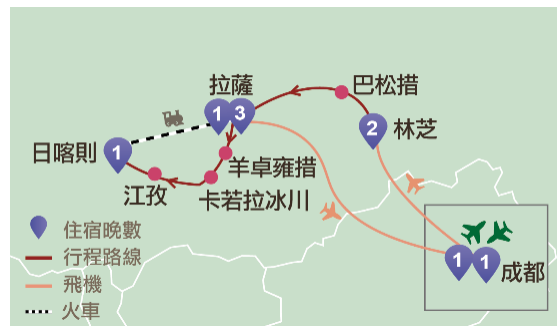 巴松措
拉薩
1 3
2
林芝
日喀則
1
羊卓雍措
江孜
卡若拉冰川
住宿晚數
行程路線
飛機
火車
1 1
成都